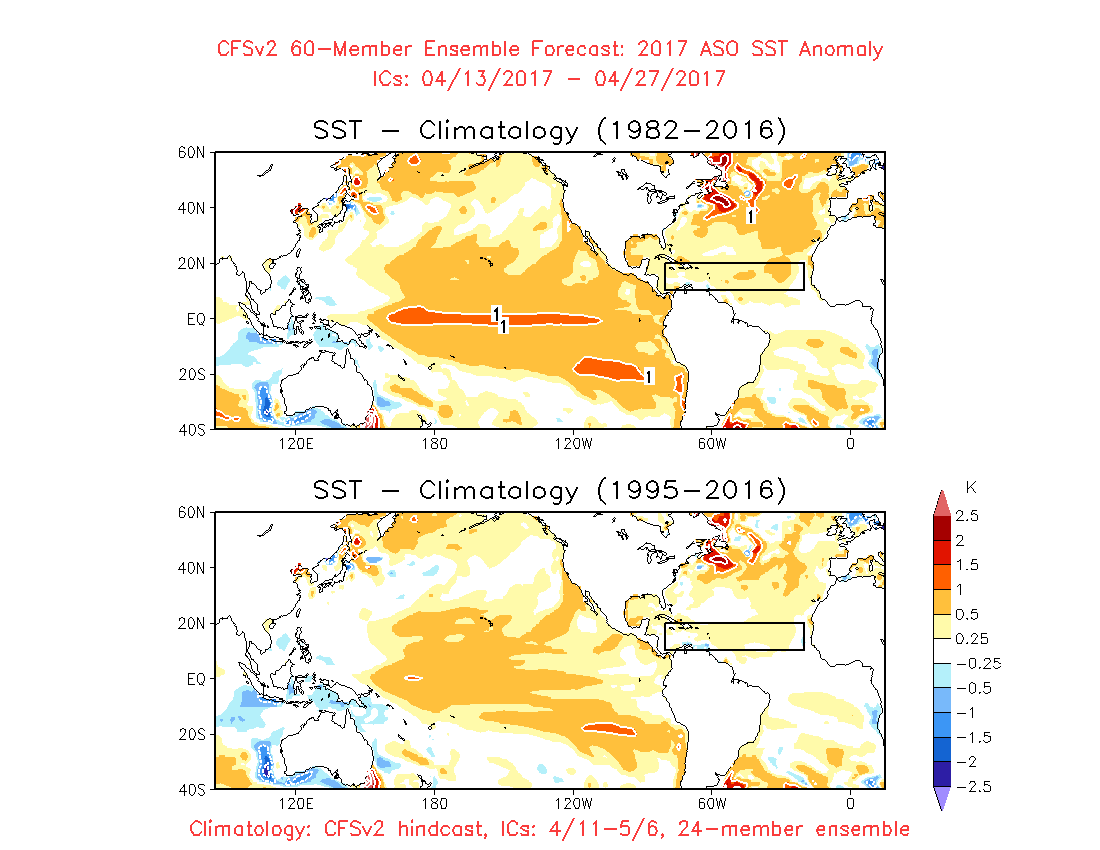 CFSv2 60-Member Ensemble Forecast: 2017 ASO SST Anomaly
ICs: 04/13/2017 - 04/27/2017
SST - Climatology (1982-2016)
60N
40N
20N
EQ
20S
40S
1
1
1
1
120E 180 120W 60W 0
SST - Climatology (1995-2016)
60N
40N
20N
EQ
20S
40S
120E 180 120W 60W 0
K
2.5
2
1.5
1
0.5
0.25
-0.25
-0.5
-1
-1.5
-2
-2.5
Climatology: CFSv2 hindcast, ICs: 4/11-5/6, 24-member ensemble